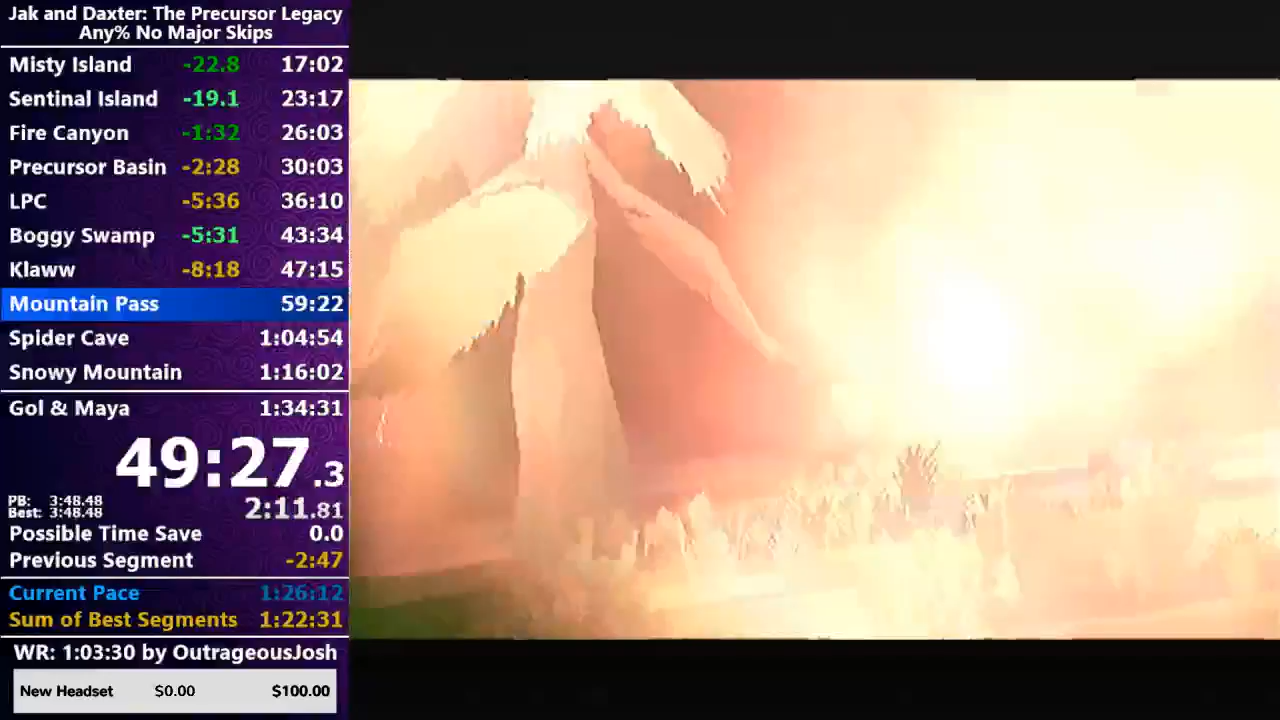 Jak and Daxter: The Precursor Legacy
Any% No Major Skips
Misty Island -22.8 17:02
Sentinal Island -19.1 23:17
Fire Canyon -1:32 26:03
Precursor Basin -2:28 30:03
LPC -5:36 36:10
Boggy Swamp -5:31 43:34
Klaww -8:18 47:15
Mountain Pass 59:22
Spider Cave 1:04:54
Snowy Mountain 1:16:02
Gol & Maya 1:34:31
49:27.3
PB: 3:48.48
Best: 3:48.48 2:11.81
Possible Time Save 0.0
Previous Segment -2:47
Current Pace 1:26:12
Sum of Best Segments 1:22:31
WR: 1:03:30 by OutrageousJosh
New Headset $0.00 $100.00